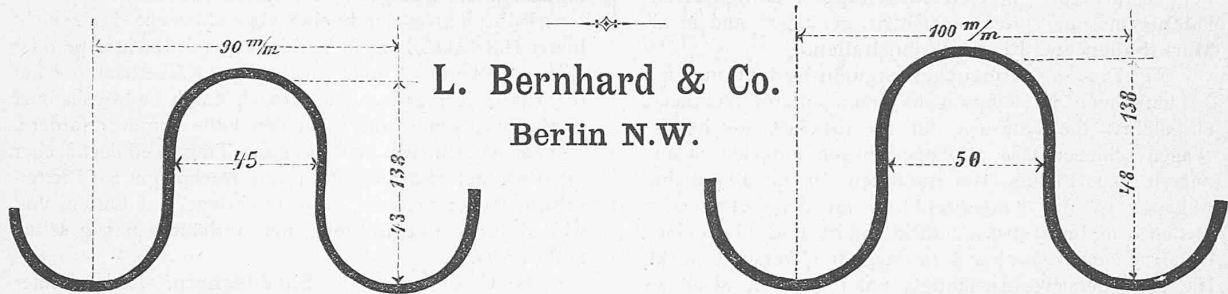 90 m/m
45
43 – 138
L. Bernhard & Co.
Berlin N.W.
100 m/m
50
48 – 138